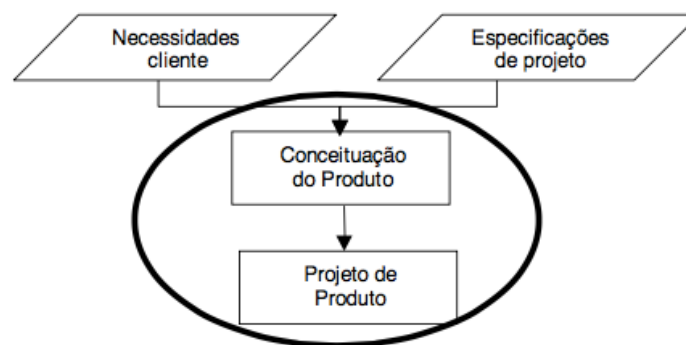 Necessidades
cliente
Especificações
de projeto
Conceituação
do Produto
Projeto de
Produto